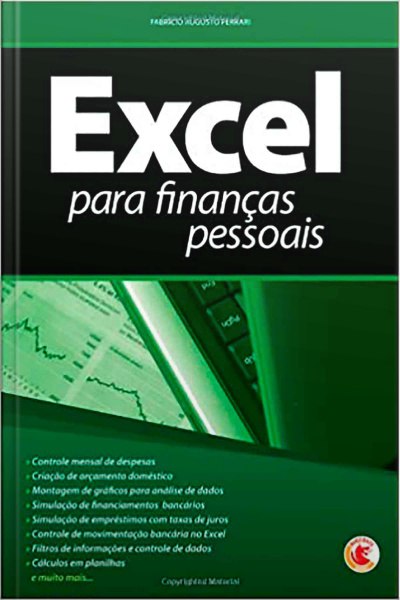 FABRÍCIO AUGUSTO FERRARI
Excel
para finanças
pessoais
» Controle mensal de despesas
» Criação de orçamento doméstico
» Montagem de gráficos para análise de dados
» Simulação de financiamentos bancários
» Simulação de empréstimos com taxas de juros
» Controle de movimentação bancária no Excel
» Filtros de informações e controle de dados
» Cálculos em planilhas
e muito mais...
Copyrighted Material